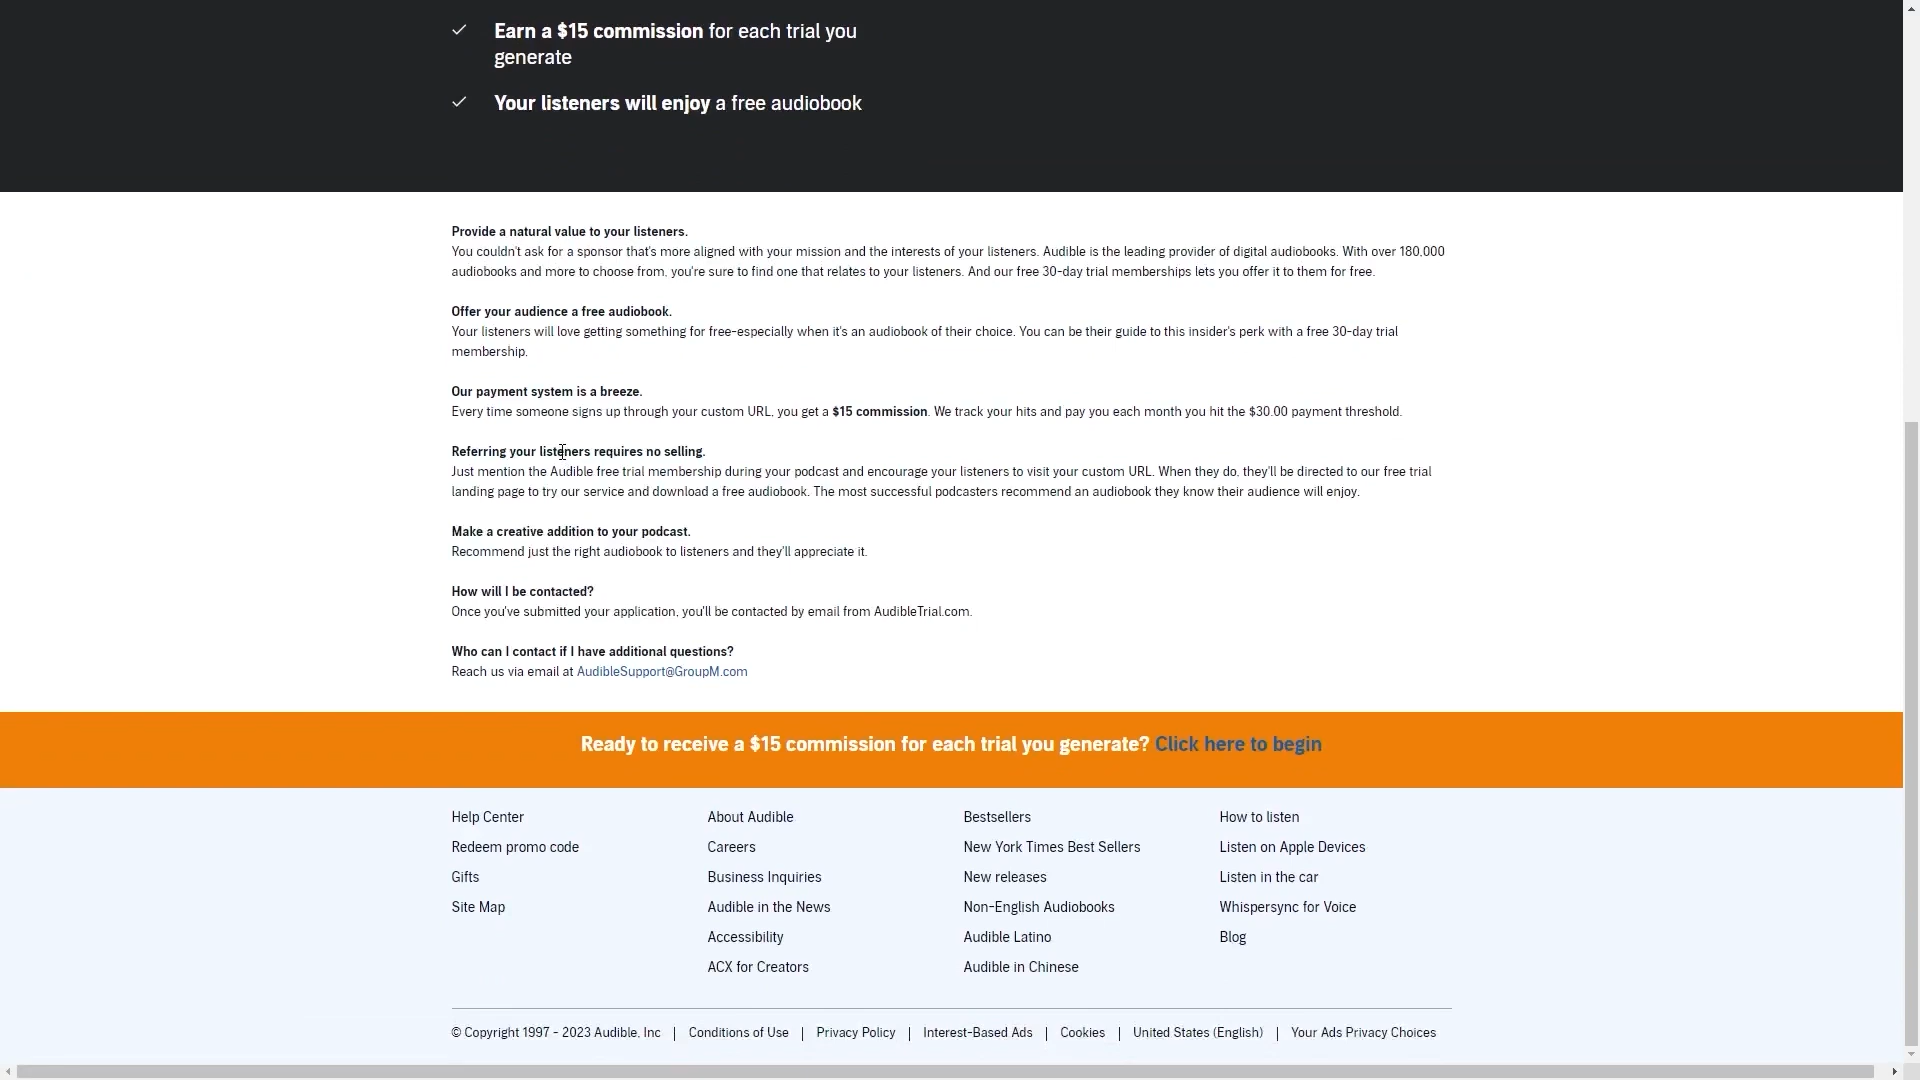 Earn a $15 commission for each trial you
generate
Your listeners will enjoy a free audiobook
Provide a natural value to your listeners.
You couldn't ask for a sponsor that's more aligned with your mission and the interests of your listeners. Audible is the leading provider of digital audiobooks. With over 180,000
audiobooks and more to choose from, you're sure to find one that relates to your listeners. And our free 30-day trial memberships lets you offer it to them for free.
Offer your audience a free audiobook.
Your listeners will love getting something for free-especially when it's an audiobook of their choice. You can be their guide to this insider's perk with a free 30-day trial
membership.
Our payment system is a breeze.
Every time someone signs up through your custom URL, you get a $15 commission. We track your hits and pay you each month you hit the $30.00 payment threshold.
Referring your listeners requires no selling.
Just mention the Audible free trial membership during your podcast and encourage your listeners to visit your custom URL. When they do, they'll be directed to our free trial
landing page to try our service and download a free audiobook. The most successful podcasters recommend an audiobook they know their audience will enjoy.
Make a creative addition to your podcast.
Recommend just the right audiobook to listeners and they'll appreciate it.
How will I be contacted?
Once you've submitted your application, you'll be contacted by email from AudibleTrial.com.
Who can I contact if I have additional questions?
Reach us via email at AudibleSupport@GroupM.com
Ready to receive a $15 commission for each trial you generate? Click here to begin
Help Center
Redeem promo code
Gifts
Site Map
About Audible
Careers
Business Inquiries
Audible in the News
Accessibility
ACX for Creators
Bestsellers
New York Times Best Sellers
New releases
Non-English Audiobooks
Audible Latino
Audible in Chinese
How to listen
Listen on Apple Devices
Listen in the car
Whispersync for Voice
Blog
© Copyright 1997 - 2023 Audible, Inc | Conditions of Use | Privacy Policy | Interest-Based Ads | Cookies | United States (English) | Your Ads Privacy Choices